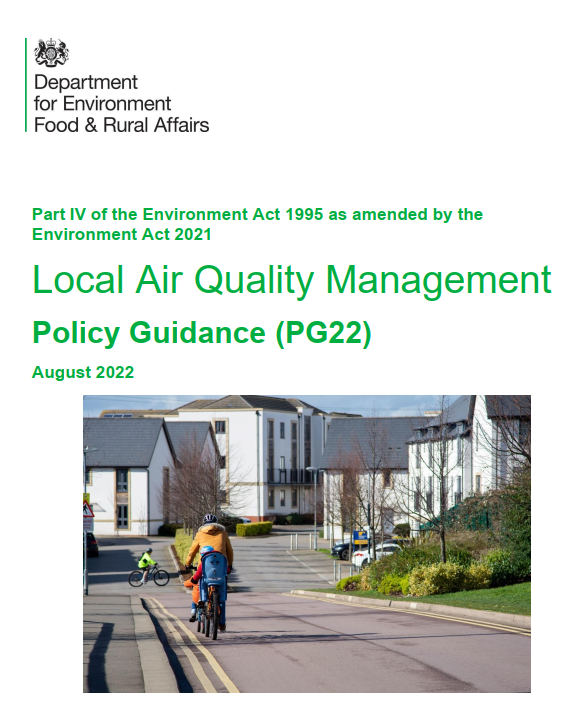 Department
for Environment
Food & Rural Affairs
Part IV of the Environment Act 1995 as amended by the
Environment Act 2021
Local Air Quality Management
Policy Guidance (PG22)
August 2022